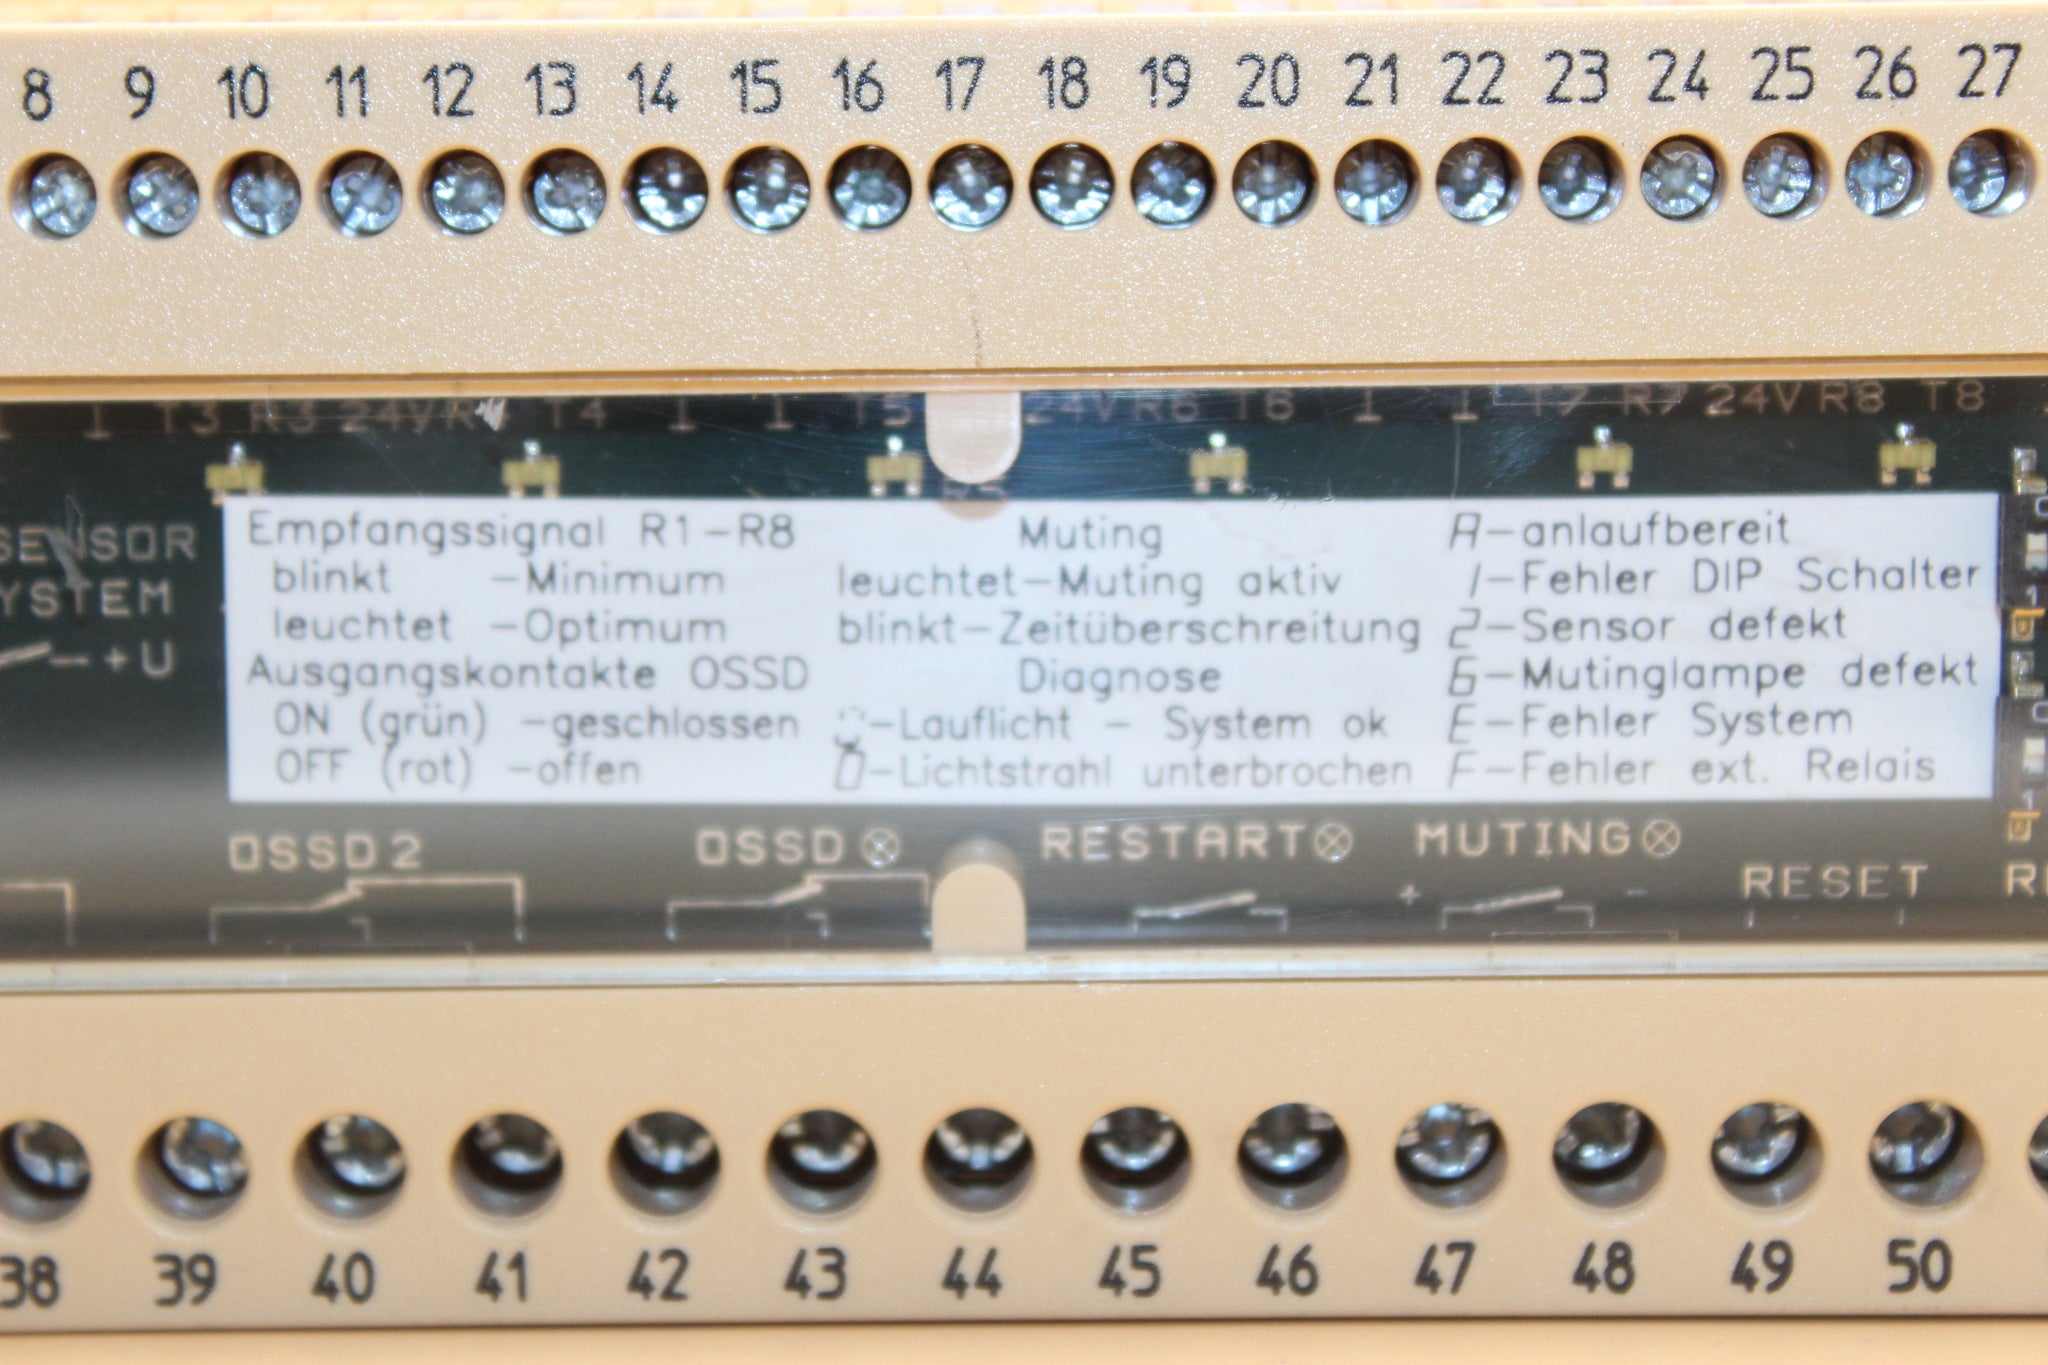 8 9 10 11 12 13 14 15 16 17 18 19 20 21 22 23 24 25 26 27
T3 R3 24V T4 T5 24V R6 T6 T7 R7 24V R8 T8
SENSOR
YSTEM
+U
Empfangssignal R1-R8
blinkt -Minimum
leuchtet -Optimum
Ausgangskontakte OSSD
ON (grün) -geschlossen
OFF (rot) -offen
Muting
leuchtet-Muting aktiv
blinkt-Zeitüberschreitung
Diagnose
-Lauflicht - System ok
0-Lichtstrahl unterbrochen
A-anlaufbereit
1-Fehler DIP Schalter
2-Sensor defekt
6-Mutinglampe defekt
E-Fehler System
F-Fehler ext. Relais
OSSD2 OSSD RESTART MUTING
+ - RESET
38 39 40 41 42 43 44 45 46 47 48 49 50